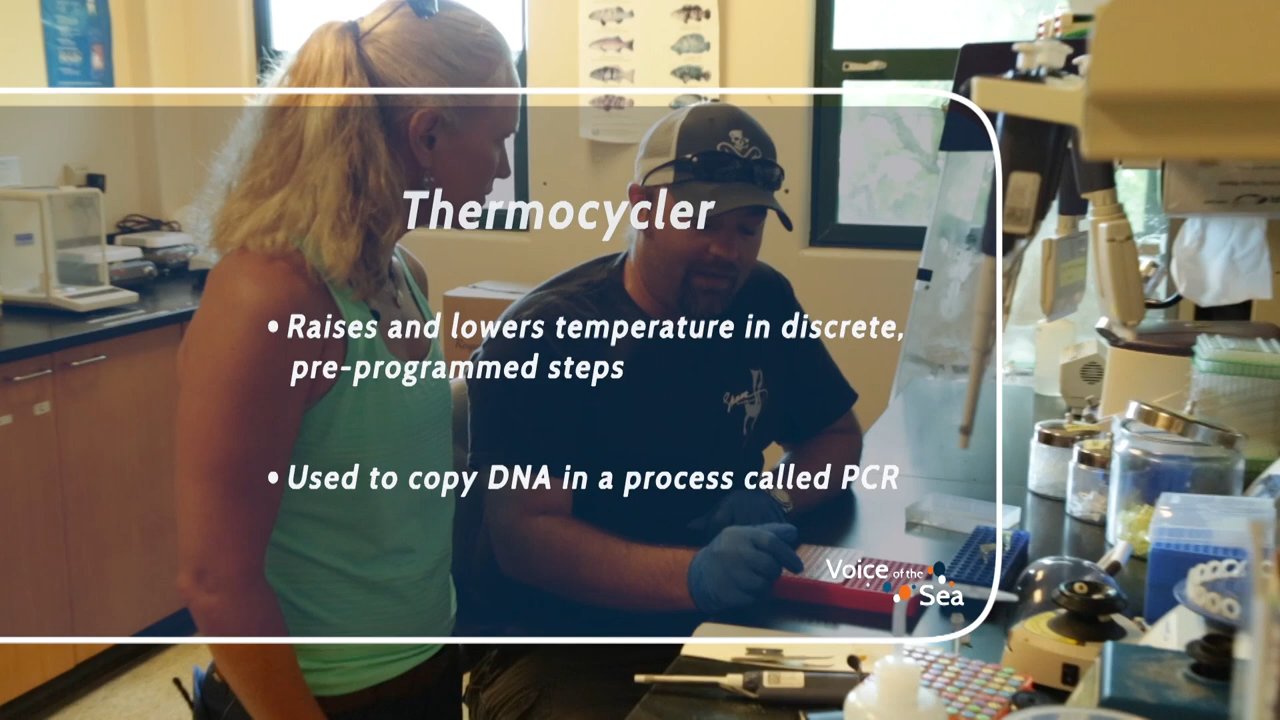 Thermocycler
• Raises and lowers temperature in discrete,
pre-programmed steps
• Used to copy DNA in a process called PCR
Voice of the
Sea